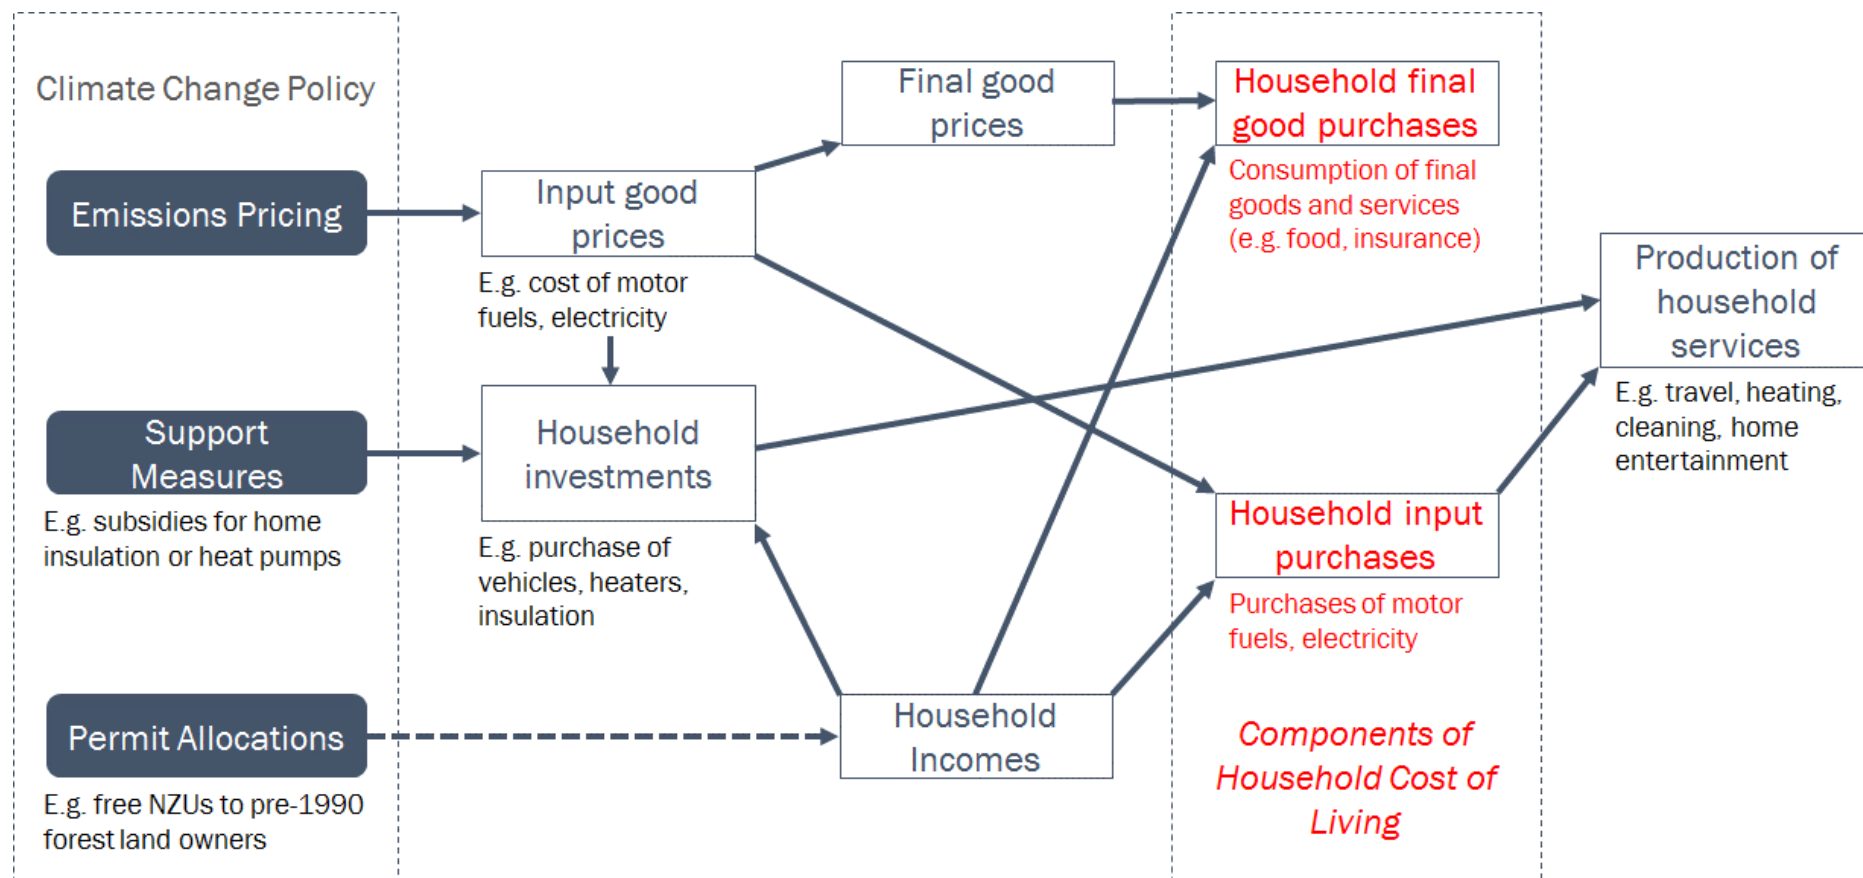 Climate Change Policy
Emissions Pricing
Support
Measures
E.g. subsidies for home
insulation or heat pumps
Permit Allocations
E.g. free NZUs to pre-1990
forest land owners
Input good
prices
E.g. cost of motor
fuels, electricity
Household
investments
E.g. purchase of
vehicles, heaters,
insulation
Final good
prices
Household
Incomes
Household final
good purchases
Consumption of final
goods and services
(e.g. food, insurance)
Household input
purchases
Purchases of motor
fuels, electricity
Components of
Household Cost of
Living
Production of
household
services
E.g. travel, heating,
cleaning, home
entertainment